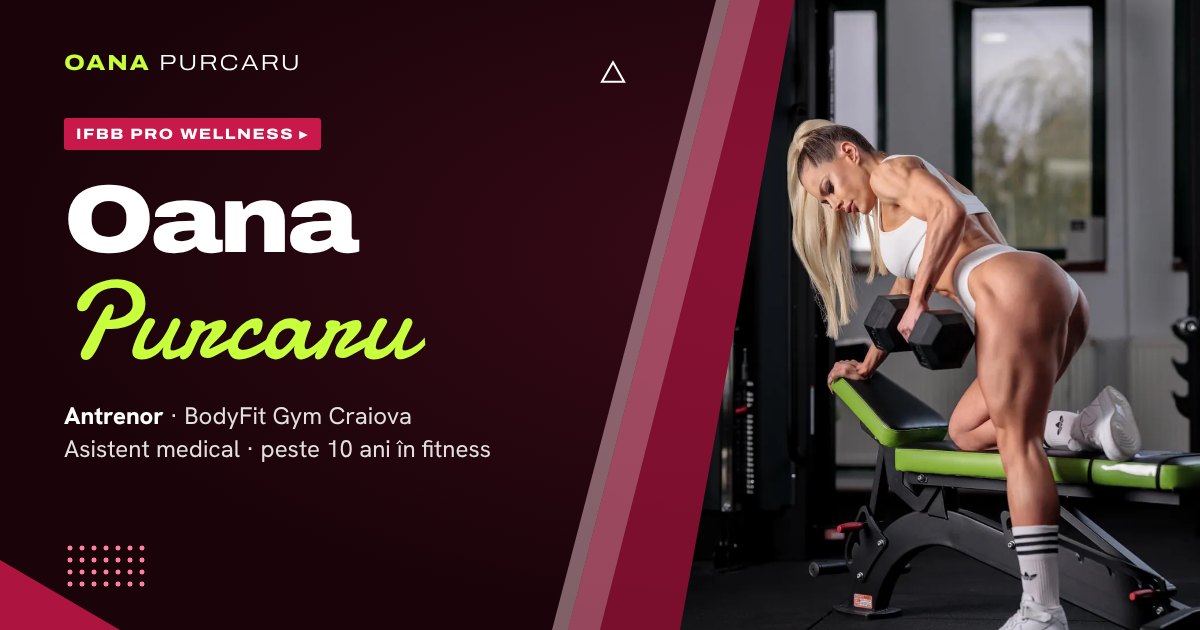 OANA PURCARU
IFBB PRO WELLNESS ▸
Oana
Purcaru
Antrenor · BodyFit Gym Craiova
Asistent medical · peste 10 ani în fitness